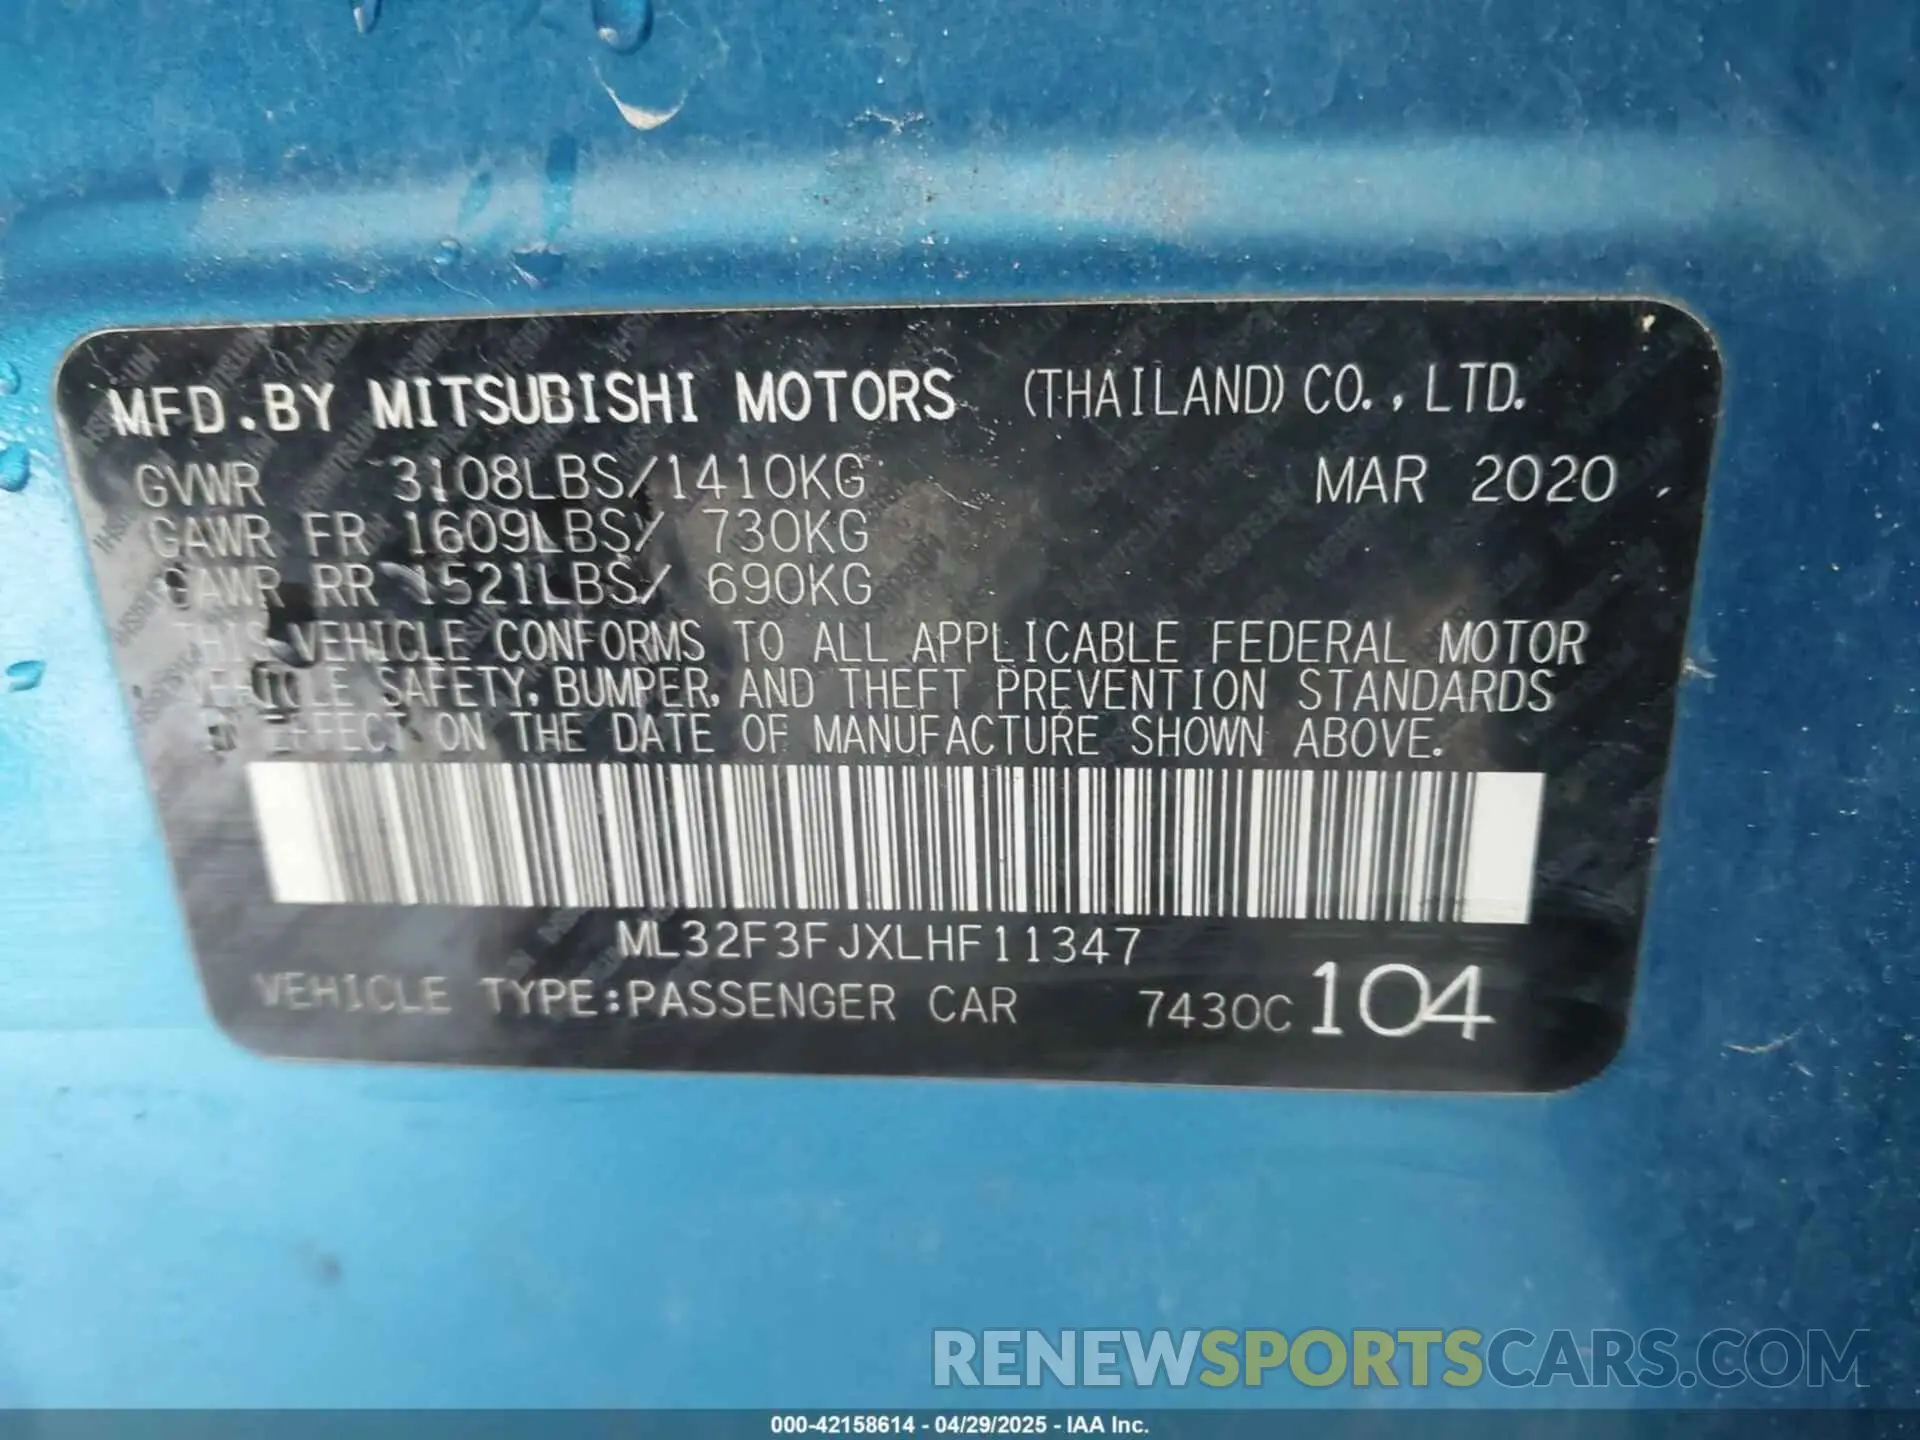 MFD.BY MITSUBISHI MOTORS (THAILAND) CO., LTD.
GVWR 3108LBS/1410KG MAR 2020
GAWR FR 1609LBS/ 730KG
GAWR RR 1521LBS/ 690KG
THIS VEHICLE CONFORMS TO ALL APPLICABLE FEDERAL MOTOR
VEHICLE SAFETY, BUMPER, AND THEFT PREVENTION STANDARDS
IN EFFECT ON THE DATE OF MANUFACTURE SHOWN ABOVE.
ML32F3FJXLHF11347
VEHICLE TYPE:PASSENGER CAR 7430C 104
RENEWSPORTSCARS.COM
000-42158614 - 04/29/2025 - IAA Inc.